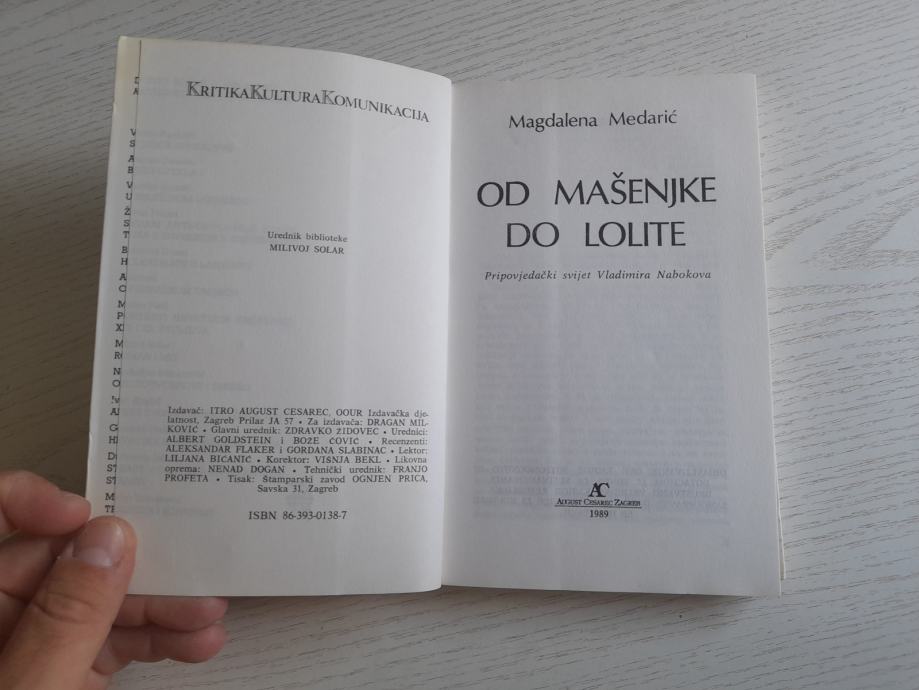 KRITIKAKULTURAKOMUNIKACIJA
Urednik biblioteke
MILIVOJ SOLAR
Izdavač: ITRO AUGUST CESAREC, OOUR Izdavačka dje-
latnost, Zagreb Prilaz JA 57 • Za izdavača: DRAGAN MIL-
KOVIĆ • Glavni urednik: ZDRAVKO ŽIDOVEC • Urednici:
ALBERT GOLDSTEIN i BOŽE ĆOVIĆ • Recenzenti:
ALEKSANDAR FLAKER i GORDANA SLABINAC • Lektor:
LILJANA BIĆANIĆ • Korektor: VIŠNJA BEKL • Likovna
oprema: NENAD DOGAN • Tehnički urednik: FRANJO
PROFETA • Tisak: Štamparski zavod OGNJEN PRICA,
Savska 31, Zagreb
ISBN 86-393-0138-7
Magdalena Medarić
OD MAŠENJKE
DO LOLITE
Pripovjedački svijet Vladimira Nabokova
AC
AUGUST CESAREC ZAGREB
1989